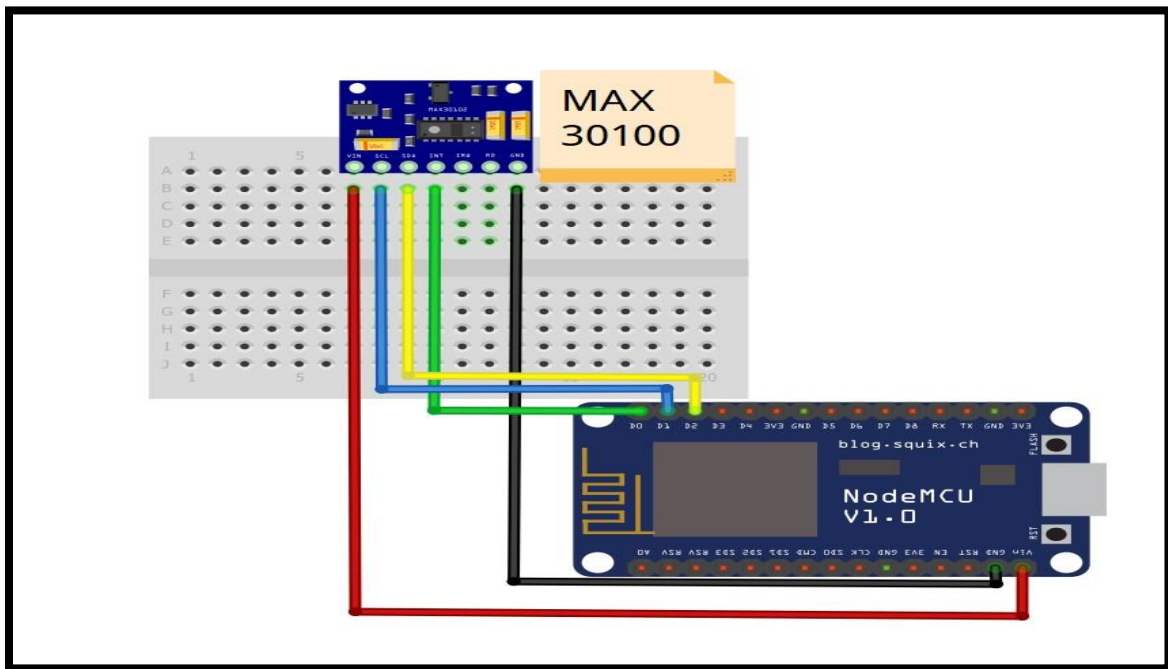 MAX
30100
MAX30102
VIN SCL SDA INT IRD RD GND
1 5
A
B
C
D
E
F
G
H
I
J
1 5 20
D0 D1 D2 D3 D4 3V3 GND D5 D6 D7 D8 RX TX GND 3V3
blog.squix.ch
FLASH
NodeMCU
V1.0
RST
A0 RSV RSV SD3 SD2 SD1 CMD SD0 CLK GND 3V3 EN RST GND Vin